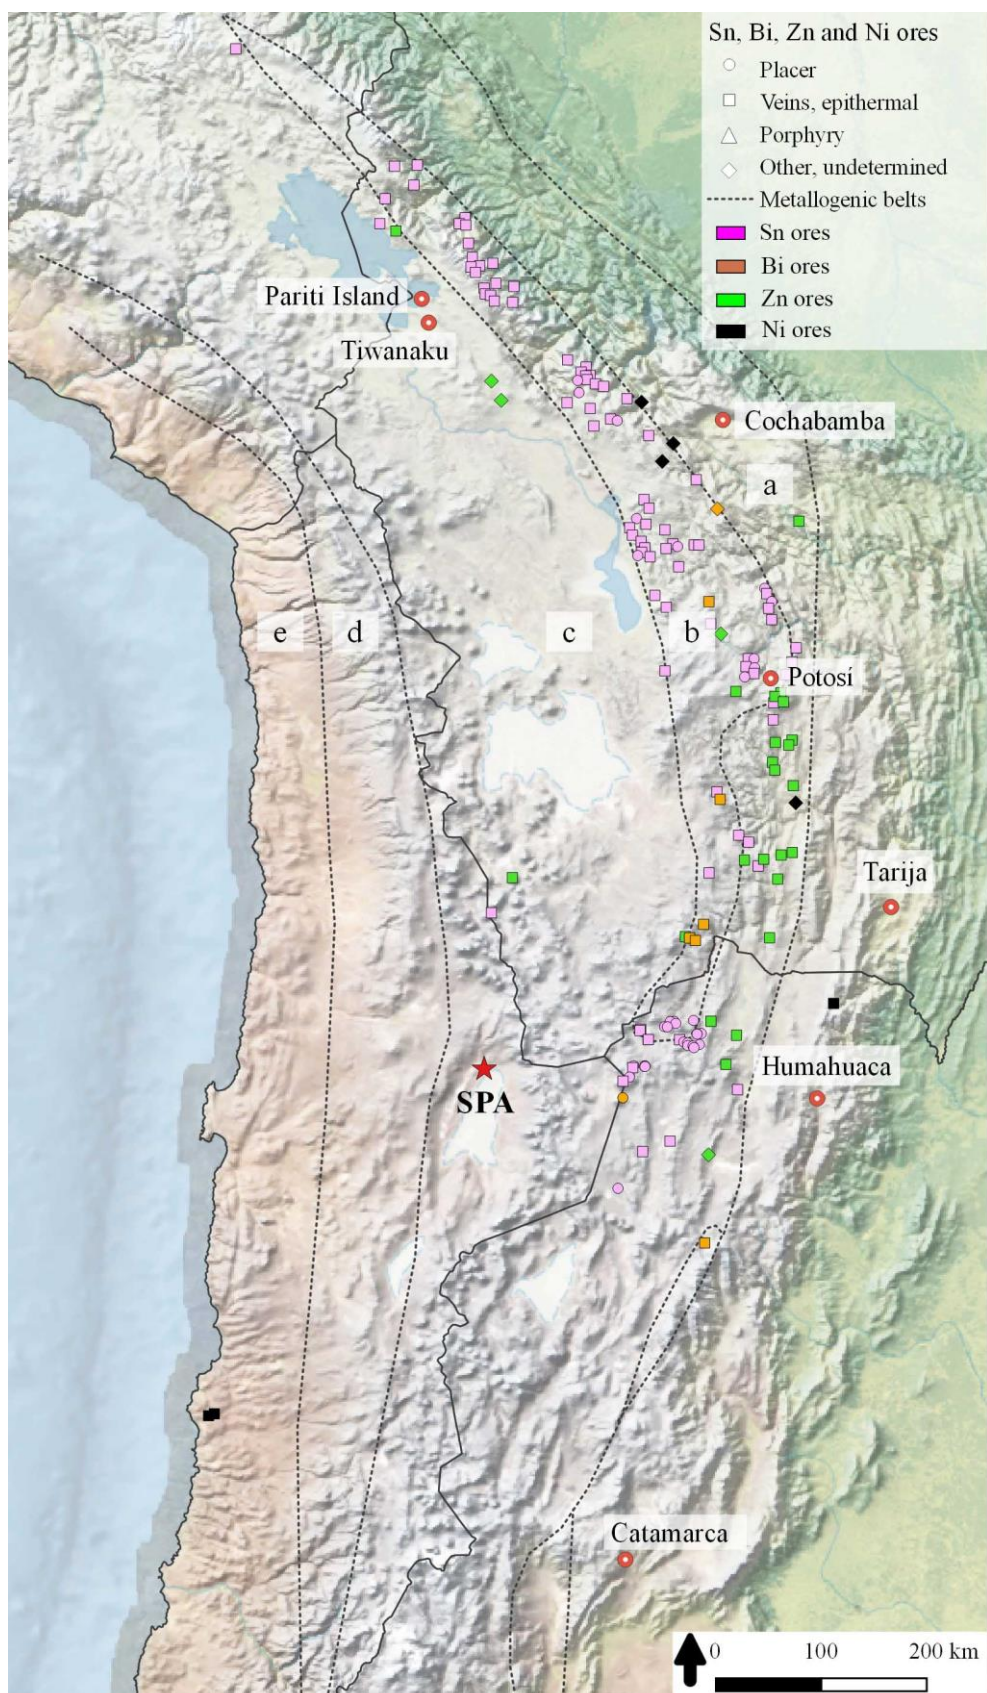 Sn, Bi, Zn and Ni ores
Placer
Veins, epithermal
Porphyry
Other, undetermined
Metallogenic belts
Sn ores
Bi ores
Zn ores
Ni ores
Pariti Island
Tiwanaku
Cochabamba
a
e
d
c
b
Potosí
Tarija
Humahuaca
SPA
Catamarca
0
100
200 km